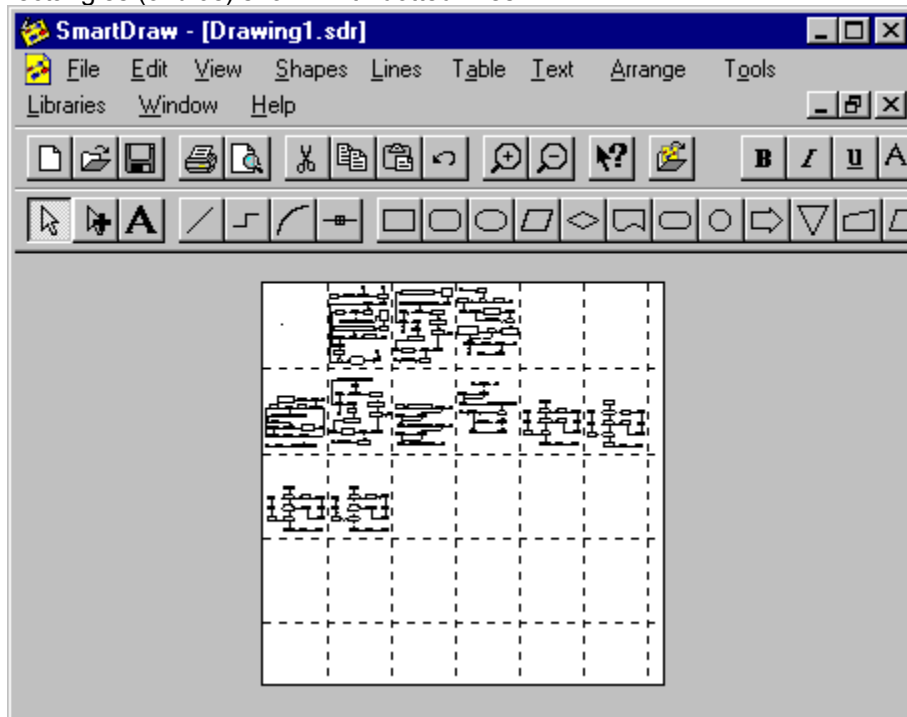 SmartDraw - [Drawing1.sdr]
File Edit View Shapes Lines Table Text Arrange Tools
Libraries Window Help
B I U A
A